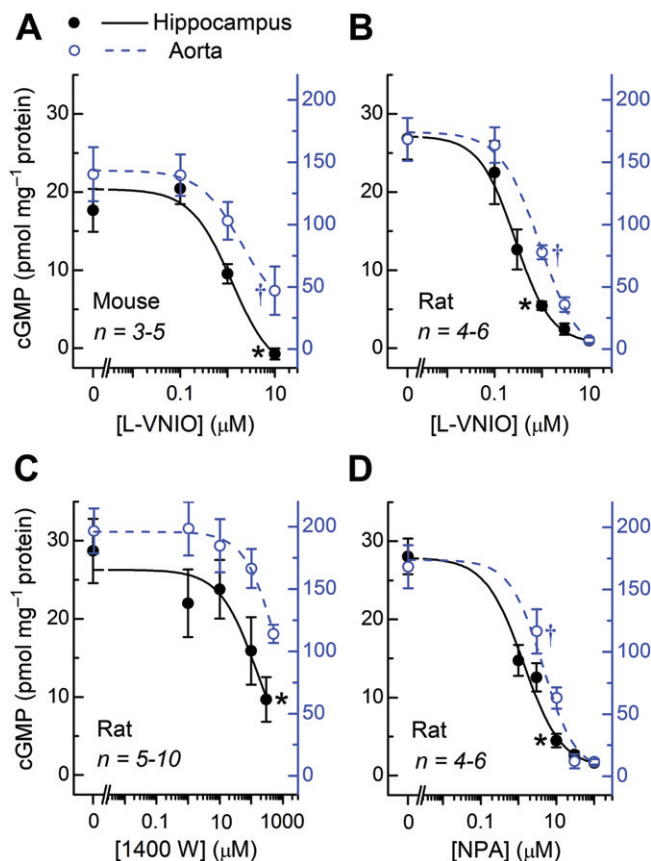 Hippocampus
Aorta
A
B
cGMP (pmol mg⁻¹ protein)
30
20
10
0
200
150
100
50
0
†
*
Mouse
n = 3-5
0 0.1 1 10
[L-VNIO] (μM)
30
20
10
0
200
150
100
50
0
†
*
Rat
n = 4-6
0 0.1 1 10
[L-VNIO] (μM)
C
D
cGMP (pmol mg⁻¹ protein)
30
20
10
0
200
150
100
50
0
*
Rat
n = 5-10
0 0.1 10 1000
[1400 W] (μM)
30
20
10
0
200
150
100
50
0
†
*
Rat
n = 4-6
0 0.1 1 10 100
[NPA] (μM)